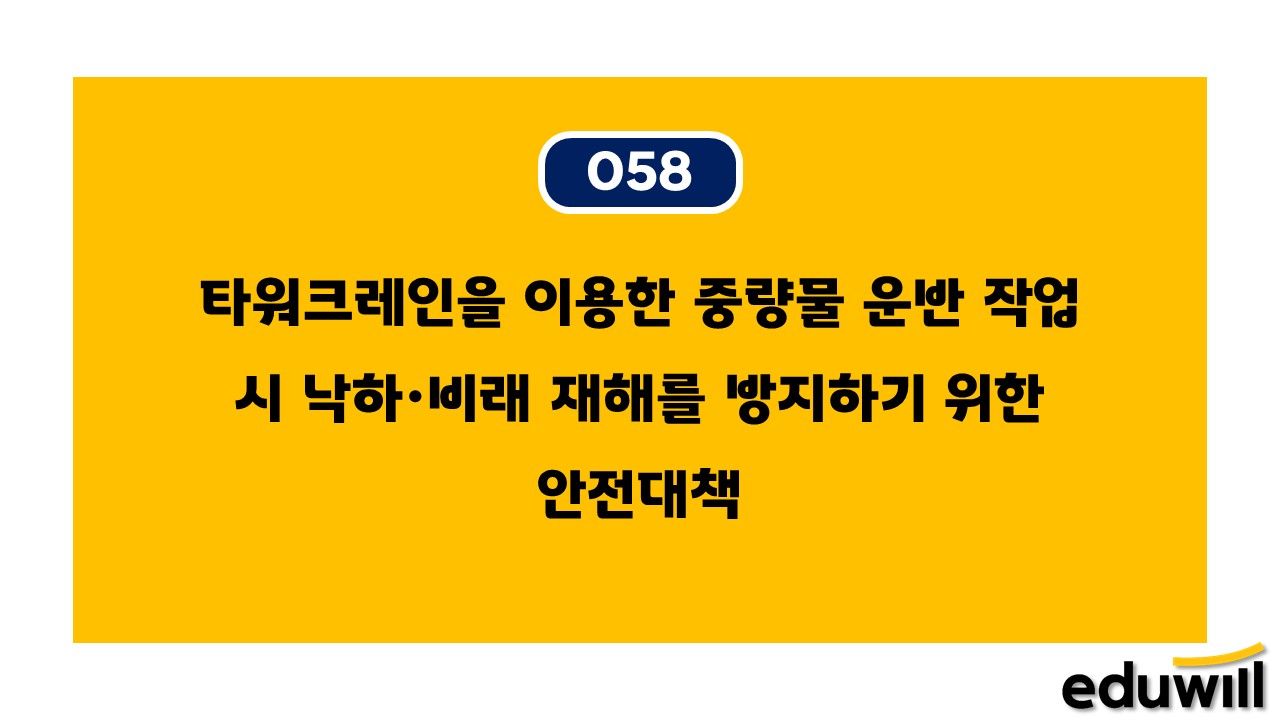 058
타워크레인을 이용한 중량물 운반 작업
시 낙하·비래 재해를 방지하기 위한
안전대책
eduwill